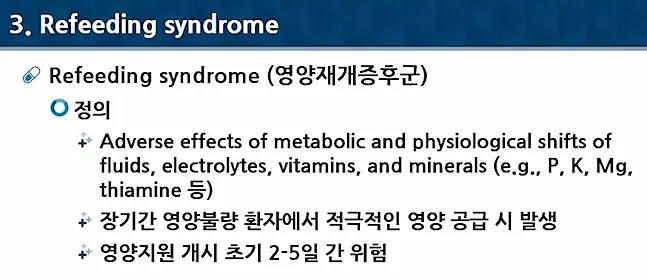 3. Refeeding syndrome
Refeeding syndrome (영양재개증후군)
정의
Adverse effects of metabolic and physiological shifts of
fluids, electrolytes, vitamins, and minerals (e.g., P, K, Mg,
thiamine 등)
장기간 영양불량 환자에서 적극적인 영양 공급 시 발생
영양지원 개시 초기 2-5일 간 위험